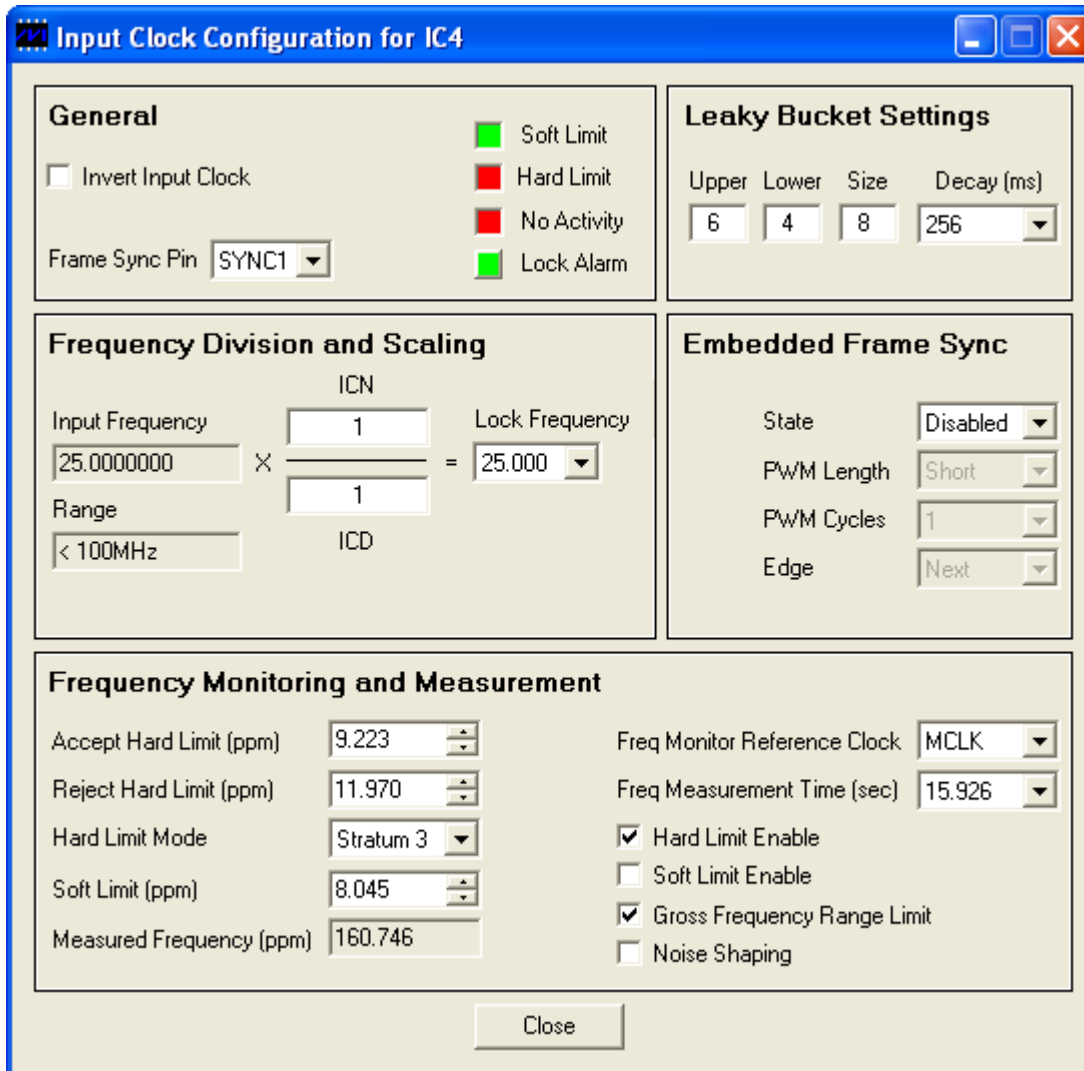 Input Clock Configuration for IC4
General
Soft Limit
Invert Input Clock
Hard Limit
No Activity
Frame Sync Pin SYNC1
Lock Alarm
Leaky Bucket Settings
Upper Lower Size Decay (ms)
6 4 8 256
Frequency Division and Scaling
ICN
Input Frequency 1 Lock Frequency
25.0000000 X = 25.000
Range 1
< 100MHz ICD
Embedded Frame Sync
State Disabled
PWM Length Short
PWM Cycles 1
Edge Next
Frequency Monitoring and Measurement
Accept Hard Limit (ppm) 9.223
Reject Hard Limit (ppm) 11.970
Hard Limit Mode Stratum 3
Soft Limit (ppm) 8.045
Measured Frequency (ppm) 160.746
Freq Monitor Reference Clock MCLK
Freq Measurement Time (sec) 15.926
Hard Limit Enable
Soft Limit Enable
Gross Frequency Range Limit
Noise Shaping
Close